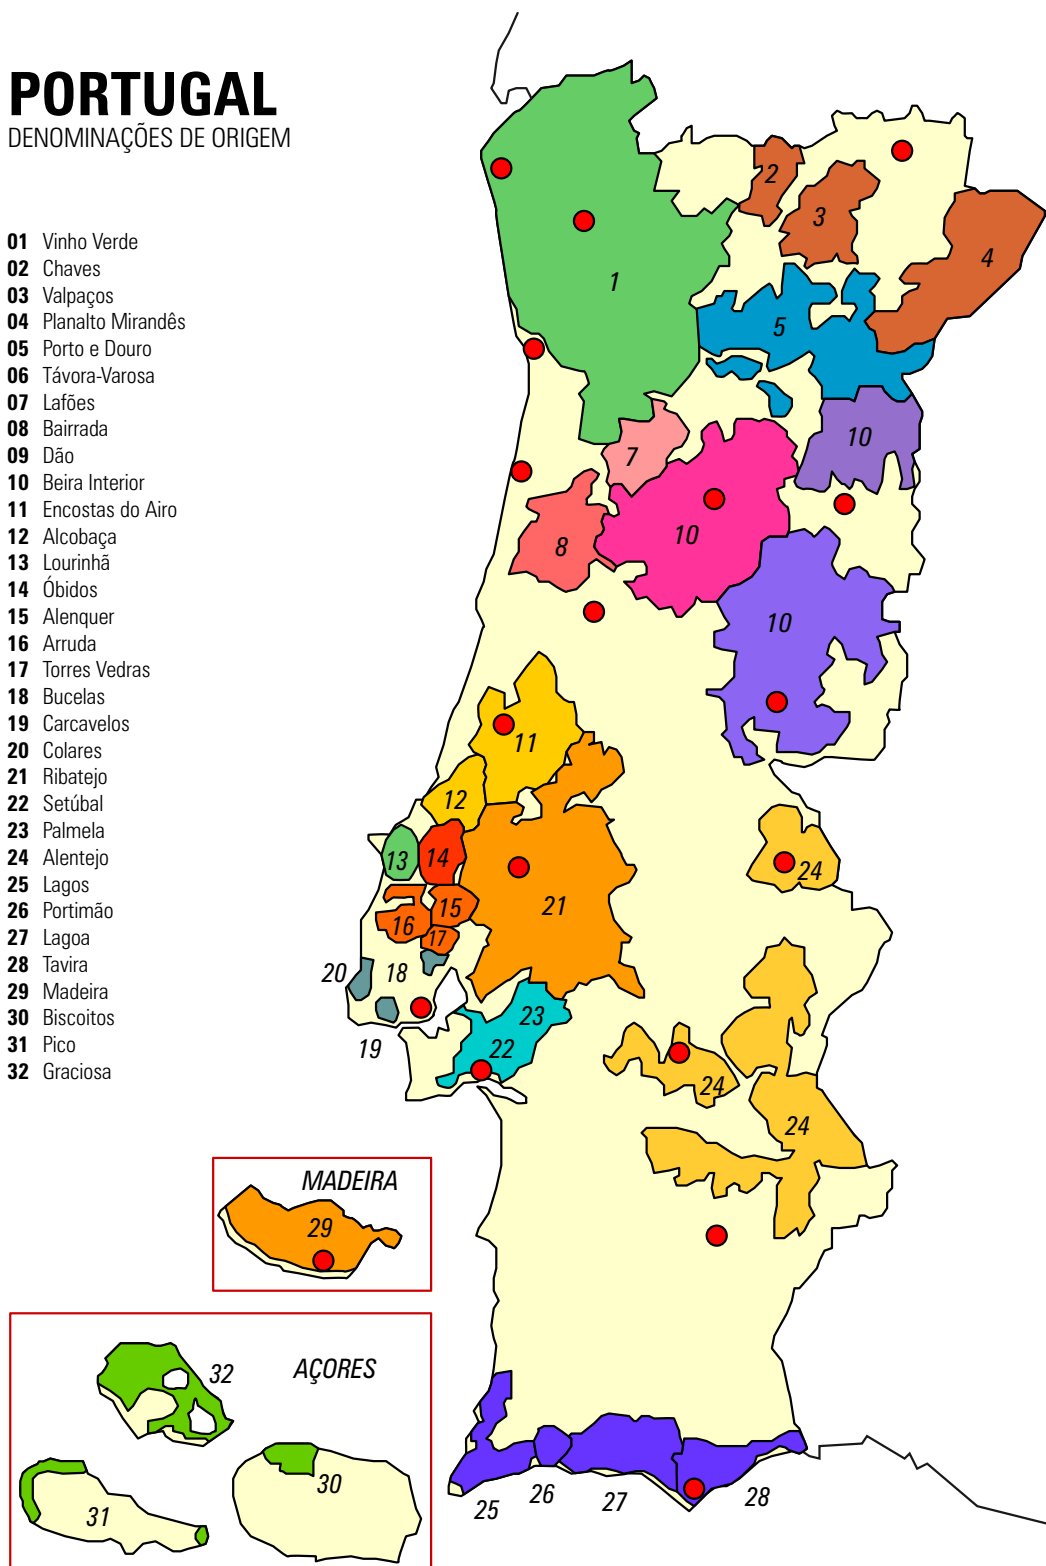 PORTUGAL
DENOMINAÇÕES DE ORIGEM
01 Vinho Verde
02 Chaves
03 Valpaços
04 Planalto Mirandês
05 Porto e Douro
06 Távora-Varosa
07 Lafões
08 Bairrada
09 Dão
10 Beira Interior
11 Encostas do Airo
12 Alcobaça
13 Lourinhã
14 Óbidos
15 Alenquer
16 Arruda
17 Torres Vedras
18 Bucelas
19 Carcavelos
20 Colares
21 Ribatejo
22 Setúbal
23 Palmela
24 Alentejo
25 Lagos
26 Portimão
27 Lagoa
28 Tavira
29 Madeira
30 Biscoitos
31 Pico
32 Graciosa
2
3
4
1
5
10
7
10
8
10
11
12
13
14
24
15
21
16
17
20
18
23
19
22
24
24
MADEIRA
29
32
AÇORES
30
31
25
26
27
28